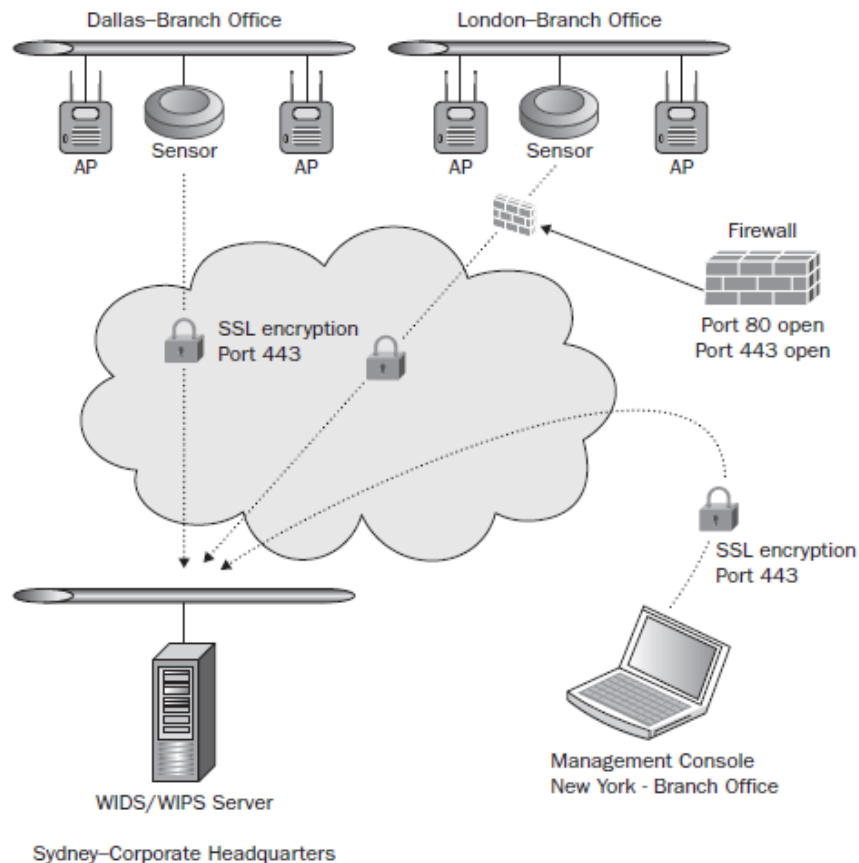 Dallas–Branch Office
London–Branch Office
AP
Sensor
AP
AP
Sensor
AP
Firewall
Port 80 open
Port 443 open
SSL encryption
Port 443
SSL encryption
Port 443
Management Console
New York - Branch Office
WIDS/WIPS Server
Sydney–Corporate Headquarters